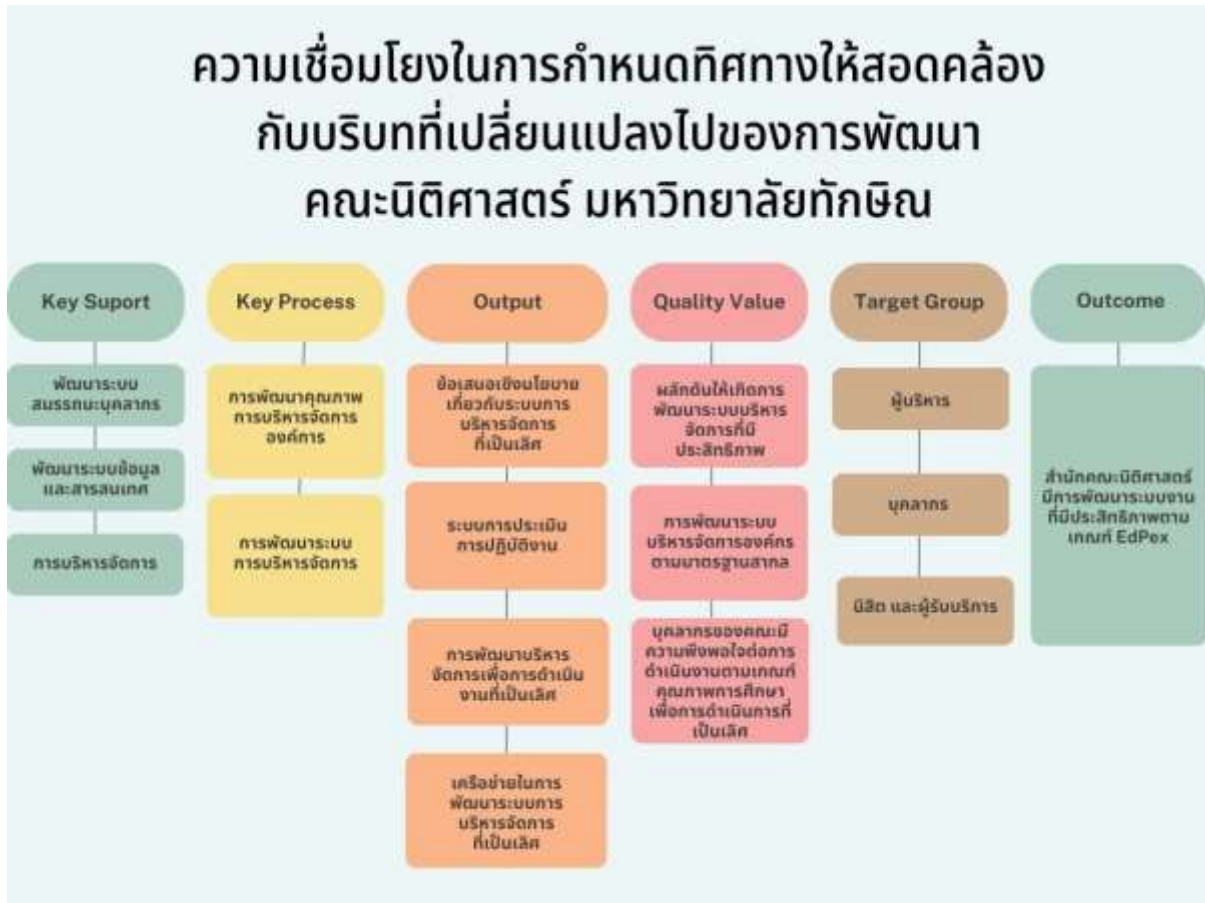 ความเชื่อมโยงในการกำหนดทิศทางให้สอดคล้อง
กับบริบทที่เปลี่ยนแปลงไปของการพัฒนา
คณะนิติศาสตร์ มหาวิทยาลัยทักษิณ
Key Suport
พัฒนาระบบ
สมรรถนะบุคลากร
พัฒนาระบบข้อมูล
และสารสนเทศ
การบริหารจัดการ
Key Process
การพัฒนาคุณภาพ
การบริหารจัดการ
องค์การ
การพัฒนาระบบ
การบริหารจัดการ
Output
ข้อเสนอเชิงนโยบาย
เกี่ยวกับระบบการ
บริหารจัดการ
ที่เป็นเลิศ
ระบบการประเมิน
การปฏิบัติงาน
การพัฒนาบริหาร
จัดการเพื่อการดำเนิน
งานที่เป็นเลิศ
เครือข่ายในการ
พัฒนาระบบการ
บริหารจัดการ
ที่เป็นเลิศ
Quality Value
ผลักดันให้เกิดการ
พัฒนาระบบบริหาร
จัดการที่มี
ประสิทธิภาพ
การพัฒนาระบบ
บริหารจัดการองค์กร
ตามมาตรฐานสากล
บุคลากรของคณะมี
ความพึงพอใจต่อการ
ดำเนินงานตามเกณฑ์
คุณภาพการศึกษา
เพื่อการดำเนินการที่
เป็นเลิศ
Target Group
ผู้บริหาร
บุคลากร
นิสิต และผู้รับบริการ
Outcome
สำนักคณะนิติศาสตร์
มีการพัฒนาระบบงาน
ที่มีประสิทธิภาพตาม
เกณฑ์ EdPex